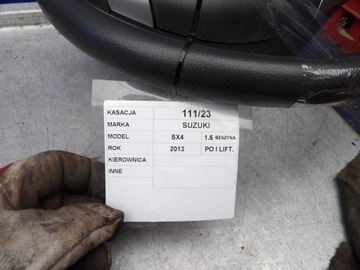 KASACJA 111/23
MARKA SUZUKI
MODEL SX4 1.6 BENZYNA
ROK 2013 PO I LIFT.
KIEROWNICA
INNE